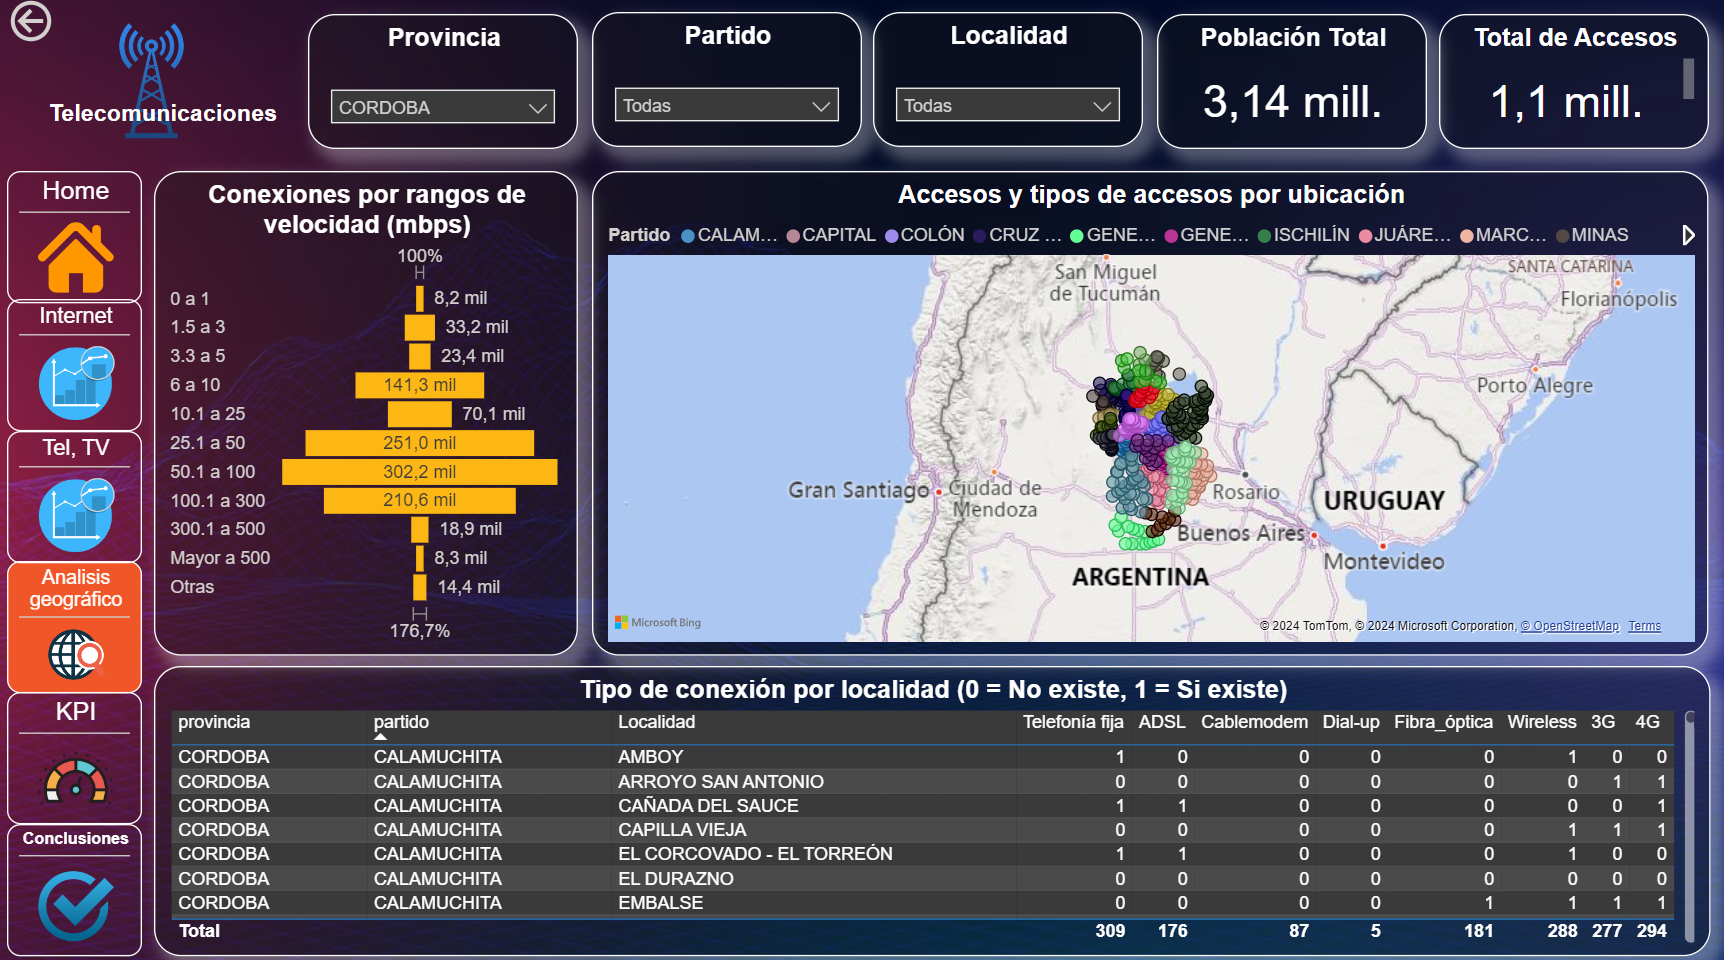 Telecomunicaciones
Provincia
CORDOBA
Partido
Todas
Localidad
Todas
Población Total
3,14 mill.
Total de Accesos
1,1 mill.
Home
Internet
Tel, TV
Analisis
geográfico
KPI
Conclusiones
Conexiones por rangos de
velocidad (mbps)
100%
0 a 1 8,2 mil
1.5 a 3 33,2 mil
3.3 a 5 23,4 mil
6 a 10 141,3 mil
10.1 a 25 70,1 mil
25.1 a 50 251,0 mil
50.1 a 100 302,2 mil
100.1 a 300 210,6 mil
300.1 a 500 18,9 mil
Mayor a 500 8,3 mil
Otras 14,4 mil
176,7%
Accesos y tipos de accesos por ubicación
Partido CALAM... CAPITAL COLÓN CRUZ ... GENE... GENE... ISCHILÍN JUÁRE... MARC... MINAS
San Miguel
de Tucumán
SANTA CATARINA
Florianópolis
Porto Alegre
Gran Santiago
Ciudad de
Mendoza
Rosario
URUGUAY
Buenos Aires
Montevideo
ARGENTINA
Microsoft Bing
© 2024 TomTom, © 2024 Microsoft Corporation, © OpenStreetMap Terms
Tipo de conexión por localidad (0 = No existe, 1 = Si existe)
provincia partido Localidad Telefonía fija ADSL Cablemodem Dial-up Fibra_óptica Wireless 3G 4G
CORDOBA CALAMUCHITA AMBOY 1 0 0 0 0 1 0 0
CORDOBA CALAMUCHITA ARROYO SAN ANTONIO 0 0 0 0 0 0 1 1
CORDOBA CALAMUCHITA CAÑADA DEL SAUCE 1 1 0 0 0 0 0 1
CORDOBA CALAMUCHITA CAPILLA VIEJA 0 0 0 0 0 1 1 1
CORDOBA CALAMUCHITA EL CORCOVADO - EL TORREÓN 1 1 0 0 0 1 0 0
CORDOBA CALAMUCHITA EL DURAZNO 0 0 0 0 0 0 0 0
CORDOBA CALAMUCHITA EMBALSE 0 0 0 0 1 1 1 1
Total 309 176 87 5 181 288 277 294